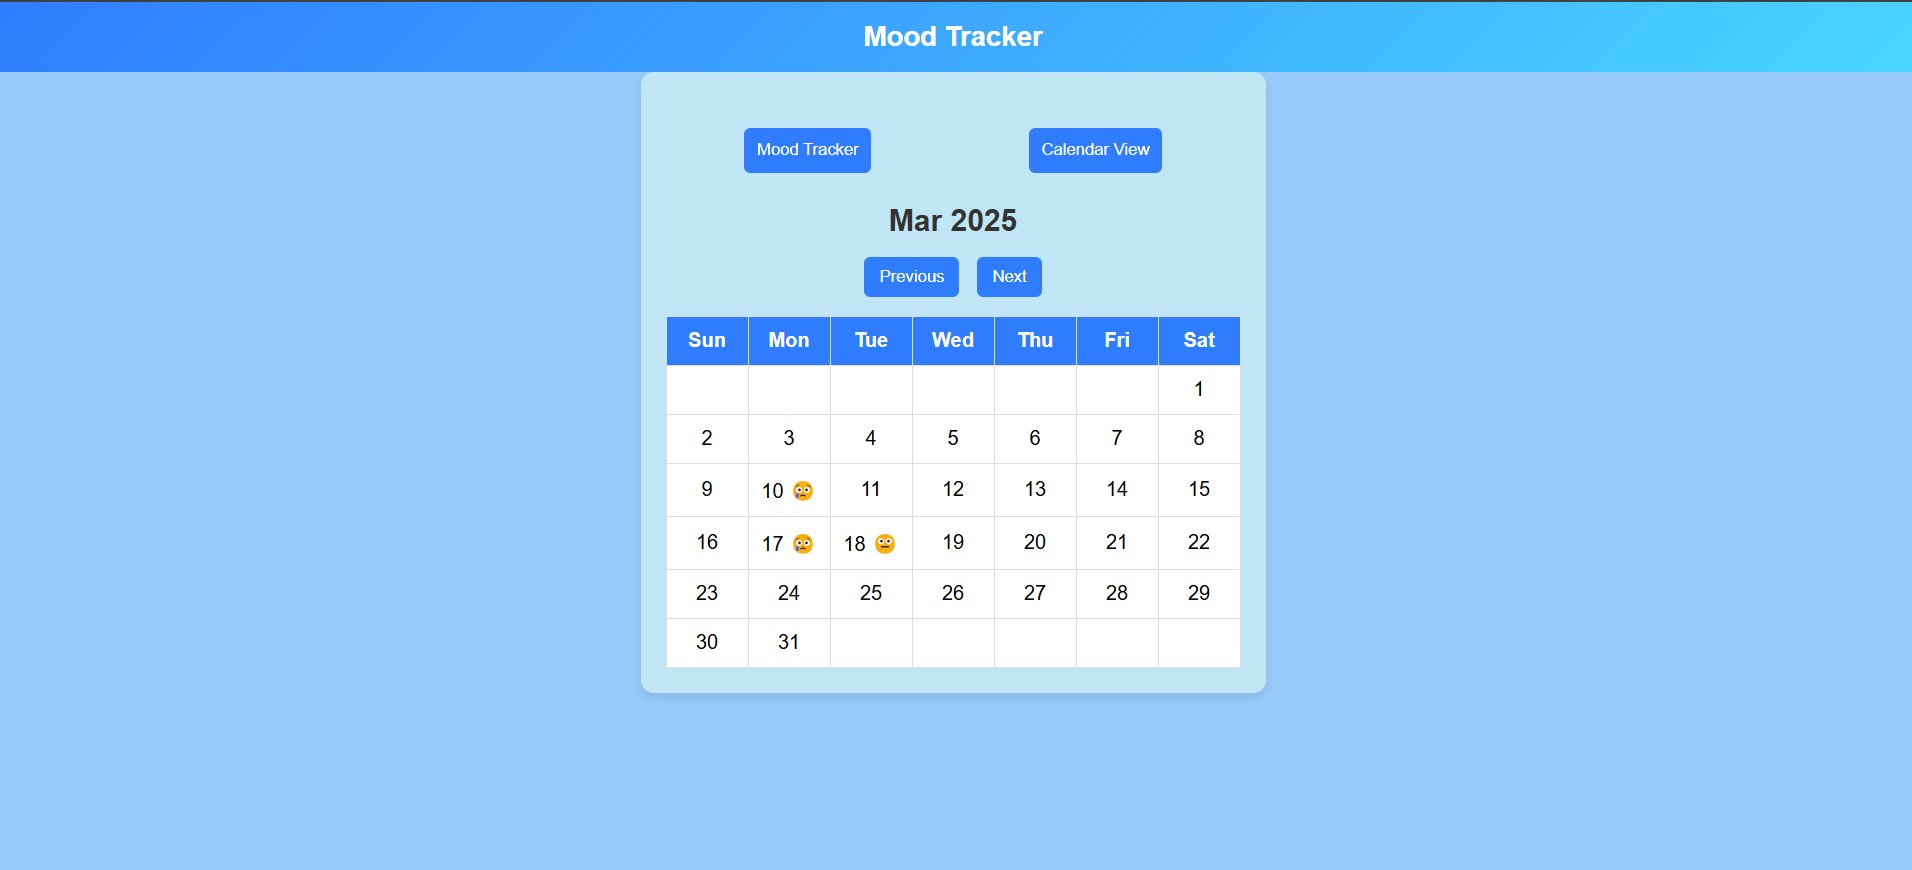 Mood Tracker
Mood Tracker Calendar View
Mar 2025
Previous Next
Sun Mon Tue Wed Thu Fri Sat
1
2 3 4 5 6 7 8
9 10 😢 11 12 13 14 15
16 17 😢 18 😐 19 20 21 22
23 24 25 26 27 28 29
30 31